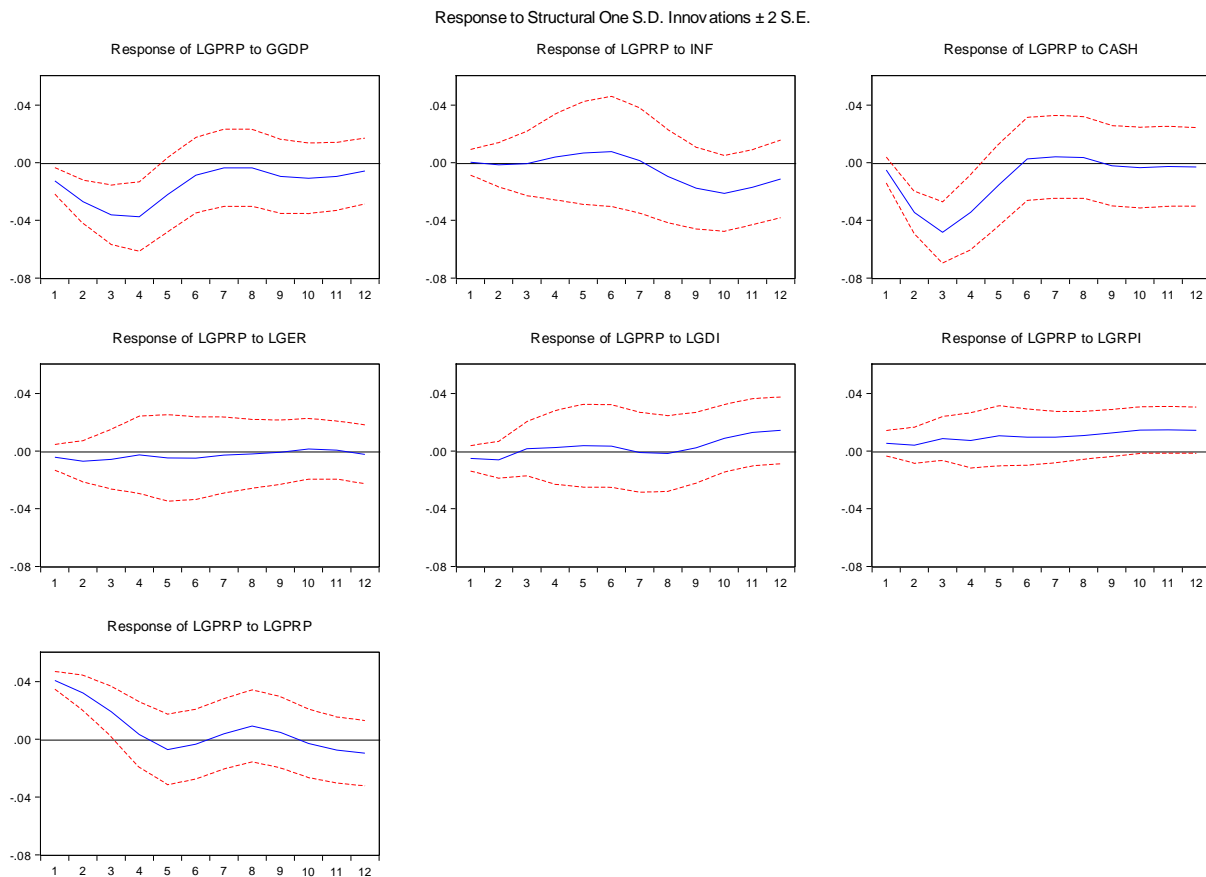 Response to Structural One S.D. Innovations ± 2 S.E.
Response of LGPRP to GGDP
.04
.00
-.04
-.08
1 2 3 4 5 6 7 8 9 10 11 12
Response of LGPRP to INF
.04
.00
-.04
-.08
1 2 3 4 5 6 7 8 9 10 11 12
Response of LGPRP to CASH
.04
.00
-.04
-.08
1 2 3 4 5 6 7 8 9 10 11 12
Response of LGPRP to LGER
.04
.00
-.04
-.08
1 2 3 4 5 6 7 8 9 10 11 12
Response of LGPRP to LGDI
.04
.00
-.04
-.08
1 2 3 4 5 6 7 8 9 10 11 12
Response of LGPRP to LGRPI
.04
.00
-.04
-.08
1 2 3 4 5 6 7 8 9 10 11 12
Response of LGPRP to LGPRP
.04
.00
-.04
-.08
1 2 3 4 5 6 7 8 9 10 11 12